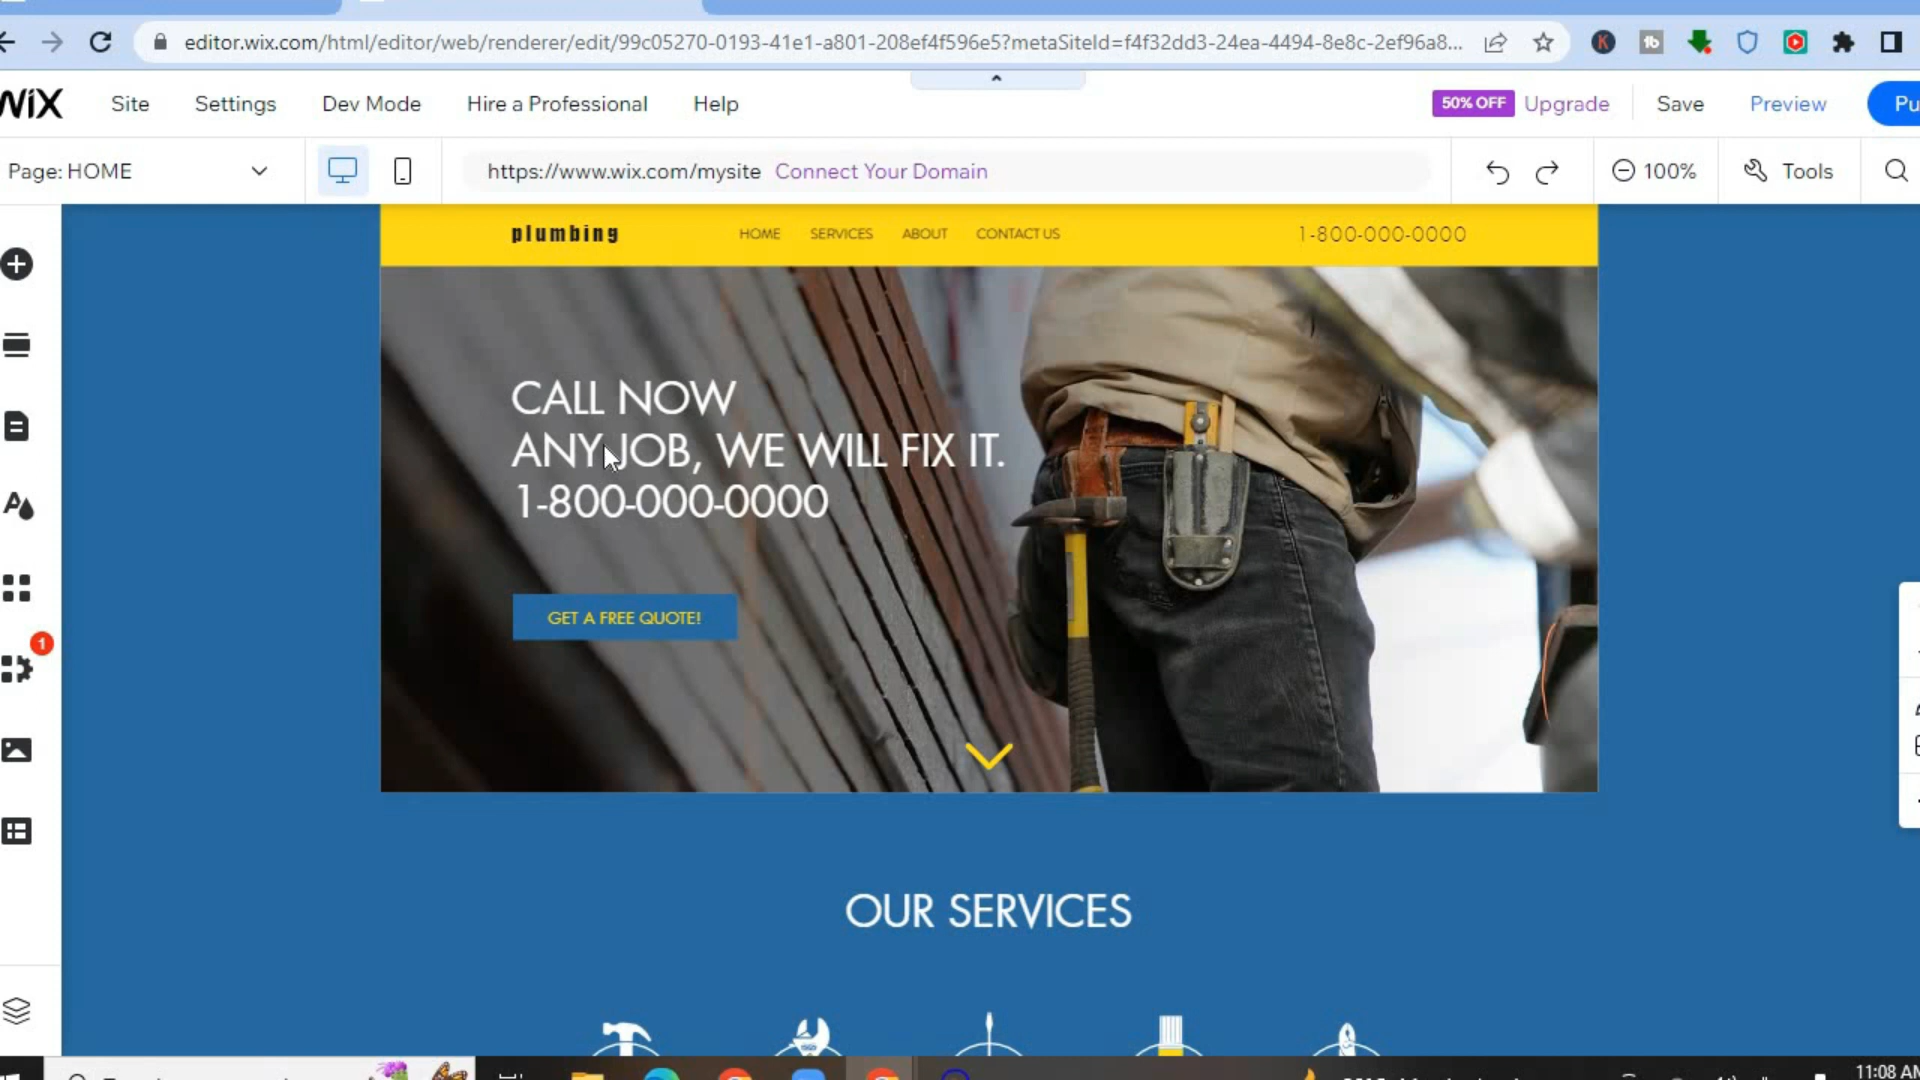 editor.wix.com/html/editor/web/renderer/edit/99c05270-0193-41e1-a801-208ef4f596e5?metaSiteId=f4f32dd3-24ea-4494-8e8c-2ef96a8...
WiX Site Settings Dev Mode Hire a Professional Help 50% OFF Upgrade Save Preview Pu
Page: HOME https://www.wix.com/mysite Connect Your Domain 100% Tools
plumbing HOME SERVICES ABOUT CONTACT US 1-800-000-0000
CALL NOW
ANY JOB, WE WILL FIX IT.
1-800-000-0000
GET A FREE QUOTE!
1
OUR SERVICES
11:08 AM